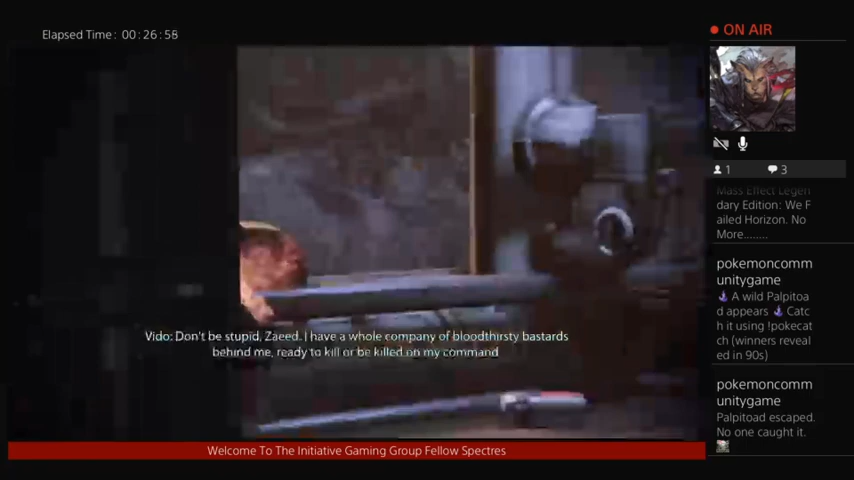 Elapsed Time: 00:26:58
ON AIR
1
3
Mass Effect Legen
dary Edition: We F
ailed Horizon. No
More........
pokemoncomm
unitygame
A wild Palpitoa
d appears Catc
h it using !pokecat
ch (winners reveal
ed in 90s)
pokemoncomm
unitygame
Palpitoad escaped.
No one caught it.
Vido: Don't be stupid, Zaeed. I have a whole company of bloodthirsty bastards
behind me, ready to kill or be killed on my command
Welcome To The Initiative Gaming Group Fellow Spectres